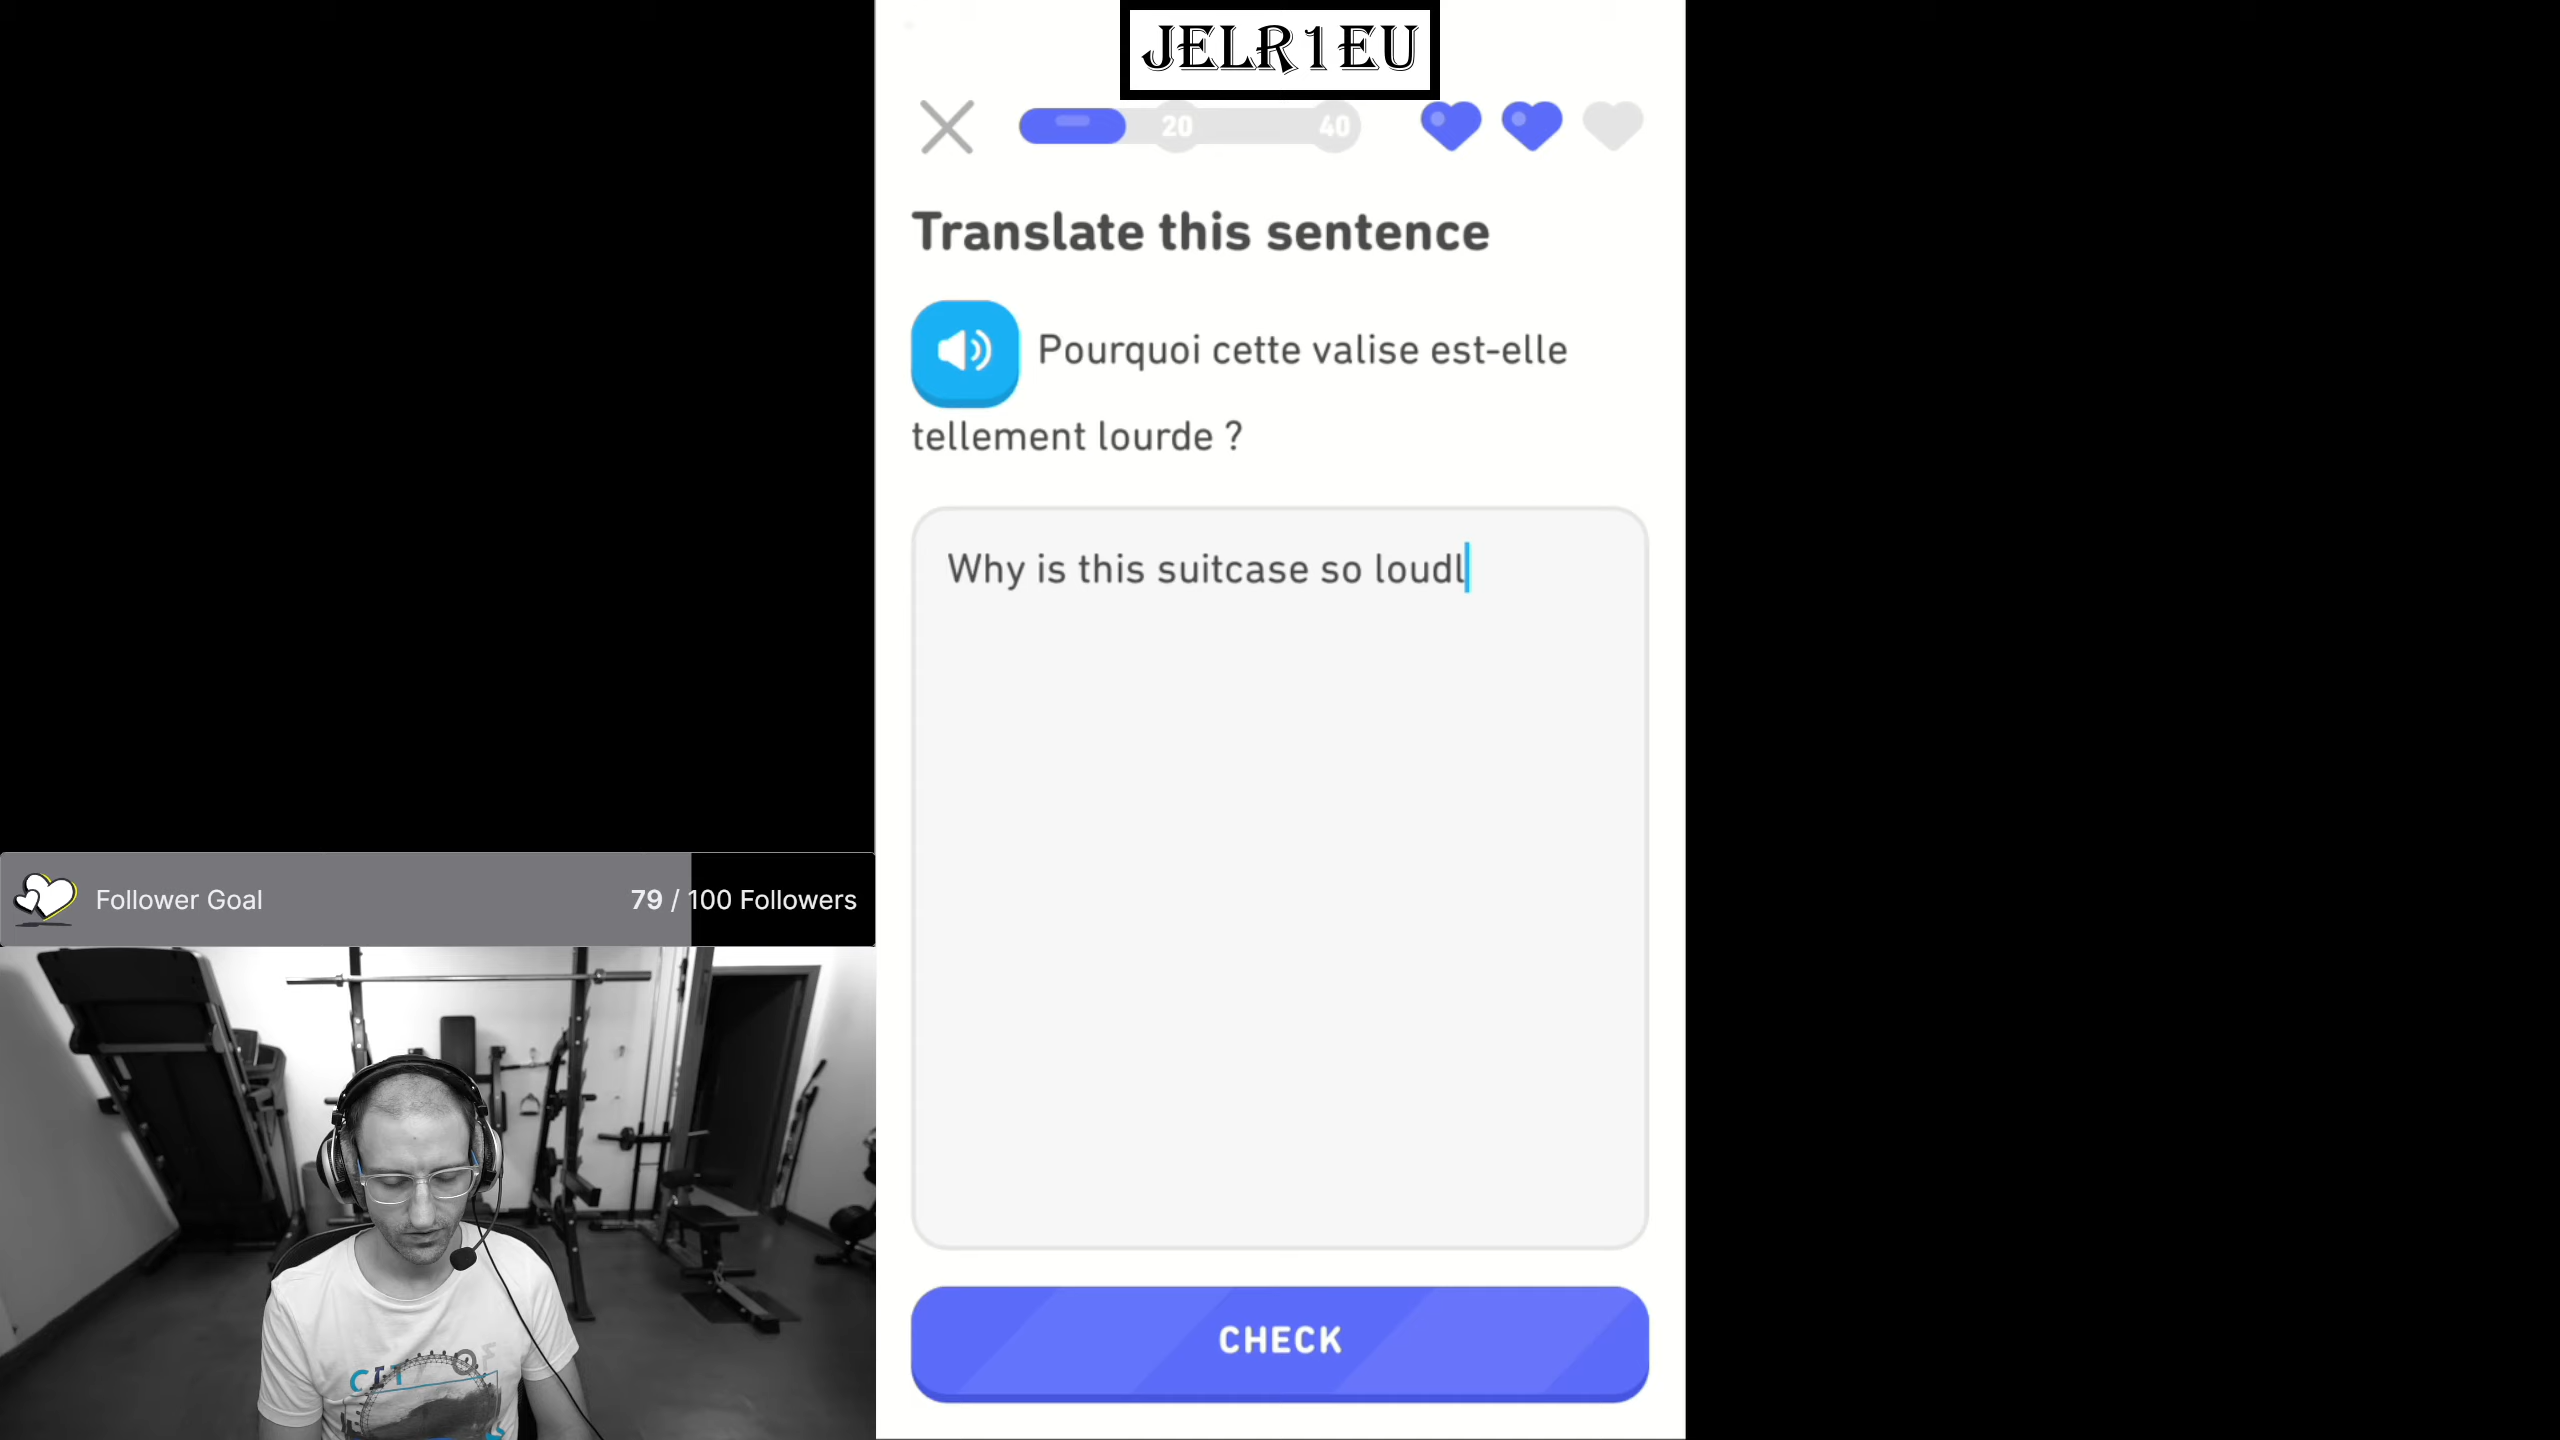 JELR1EU
20
40
Translate this sentence
Pourquoi cette valise est-elle
tellement lourde ?
Why is this suitcase so loudl
Follower Goal
79 / 100 Followers
CHECK